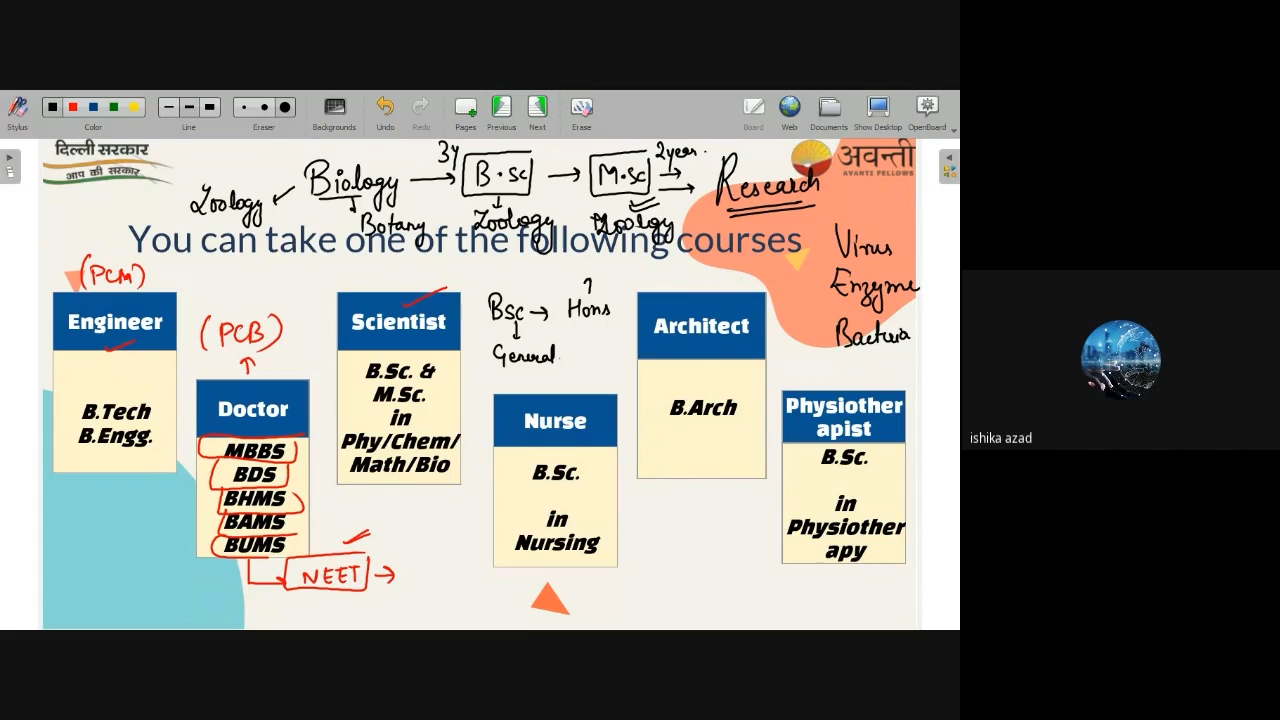 Stylus
Color
Line
Eraser
Backgrounds
Undo
Redo
Pages
Previous
Next
Erase
Board
Web
Documents
Show Desktop
OpenBoard
दिल्ली सरकार
आप की सरकार
अवन्ती
AVANTI FELLOWS
Biology → 3y B.sc → M.sc 2year. → Research
Zoology
Botany
Zoology
Zoology
You can take one of the following courses
Virus
Enzyme
Bacteria
(PCM)
Engineer
B.Tech
B.Engg.
(PCB)
Doctor
MBBS
BDS
BHMS
BAMS
BUMS
NEET →
Scientist
B.Sc. &
M.Sc.
in
Phy/Chem/
Math/Bio
Bsc → Hons
General
Nurse
B.Sc.
in
Nursing
Architect
B.Arch
Physiother
apist
B.Sc.
in
Physiother
apy
ishika azad